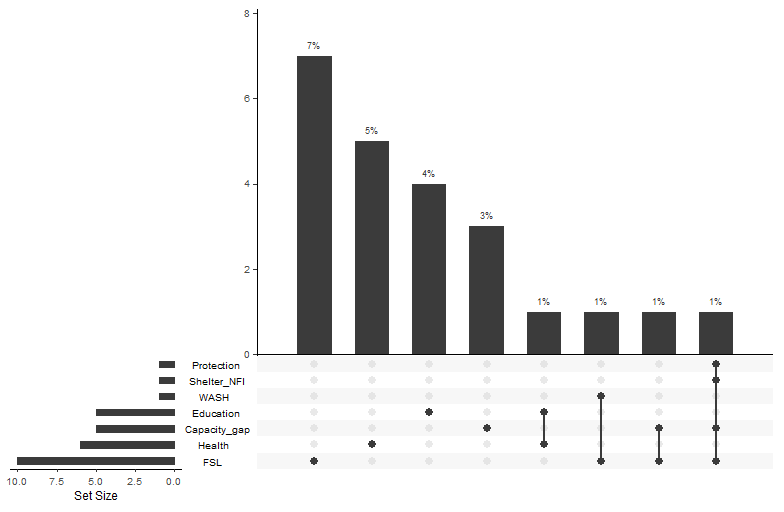 8
7%
6
5%
4%
4
3%
2
1% 1% 1% 1%
0
Protection
Shelter_NFI
WASH
Education
Capacity_gap
Health
FSL
10.0 7.5 5.0 2.5 0.0
Set Size